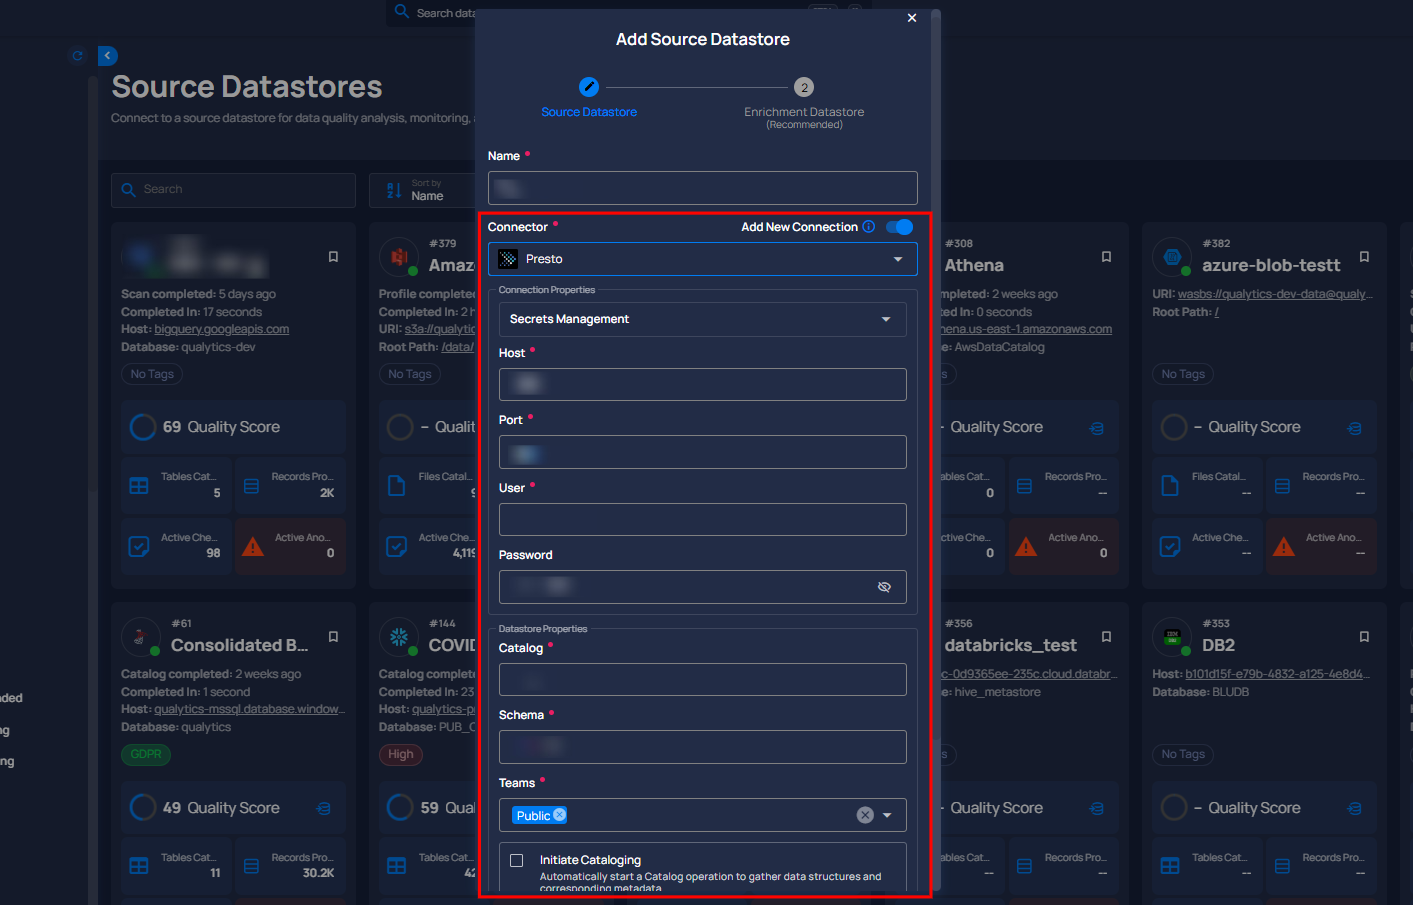 Search data
Add Source Datastore
2
Source Datastore
Enrichment Datastore
(Recommended)
Source Datastores
Connect to a source datastore for data quality analysis, monitoring,
Search
Sort by
Name
Name *
Connector *
Add New Connection
Presto
Connection Properties
Secrets Management
Host *
Port *
User *
Password
Datastore Properties
Catalog *
Schema *
Teams *
Public
Initiate Cataloging
Automatically start a Catalog operation to gather data structures and
corresponding metadata
Scan completed: 5 days ago
Completed In: 17 seconds
Host: bigquery.googleapis.com
Database: qualytics-dev
No Tags
69 Quality Score
Tables Cat...
5
Records Pro...
2K
Active Che...
98
Active Ano...
0
#379
Amaz
Profile completed
Completed In: 2 h
URI: s3a://qualytic
Root Path: /data/
No Tags
– Qualit
Files Catal...
Active Che...
4,119
#308
Athena
mpleted: 2 weeks ago
ed In: 0 seconds
ena.us-east-1.amazonaws.com
e: AwsDataCatalog
s
Quality Score
ables Cat...
0
Records Pro...
--
ctive Che...
0
Active Ano...
0
#382
azure-blob-testt
URI: wasbs://qualytics-dev-data@qualy...
Root Path: /
No Tags
– Quality Score
Files Catal...
--
Records Pro...
--
Active Che...
--
Active Ano...
--
nded
ng
ing
#61
Consolidated B...
Catalog completed: 2 weeks ago
Completed In: 1 second
Host: qualytics-mssql.database.window...
Database: qualytics
GDPR
49 Quality Score
Tables Cat...
11
Records Pro...
30.2K
#144
COVID
Catalog complete
Completed In: 23
Host: qualytics-p
Database: PUB_C
High
59 Qua
Tables Cat
42
#356
databricks_test
c-0d9365ee-235c.cloud.databr...
e: hive_metastore
s
Quality Score
ables Cat...
--
Records Pro...
--
#353
DB2
IBM
Host: b101d15f-e79b-4832-a125-4e8d4...
Database: BLUDB
No Tags
– Quality Score
Tables Cat...
--
Records Pro...
--